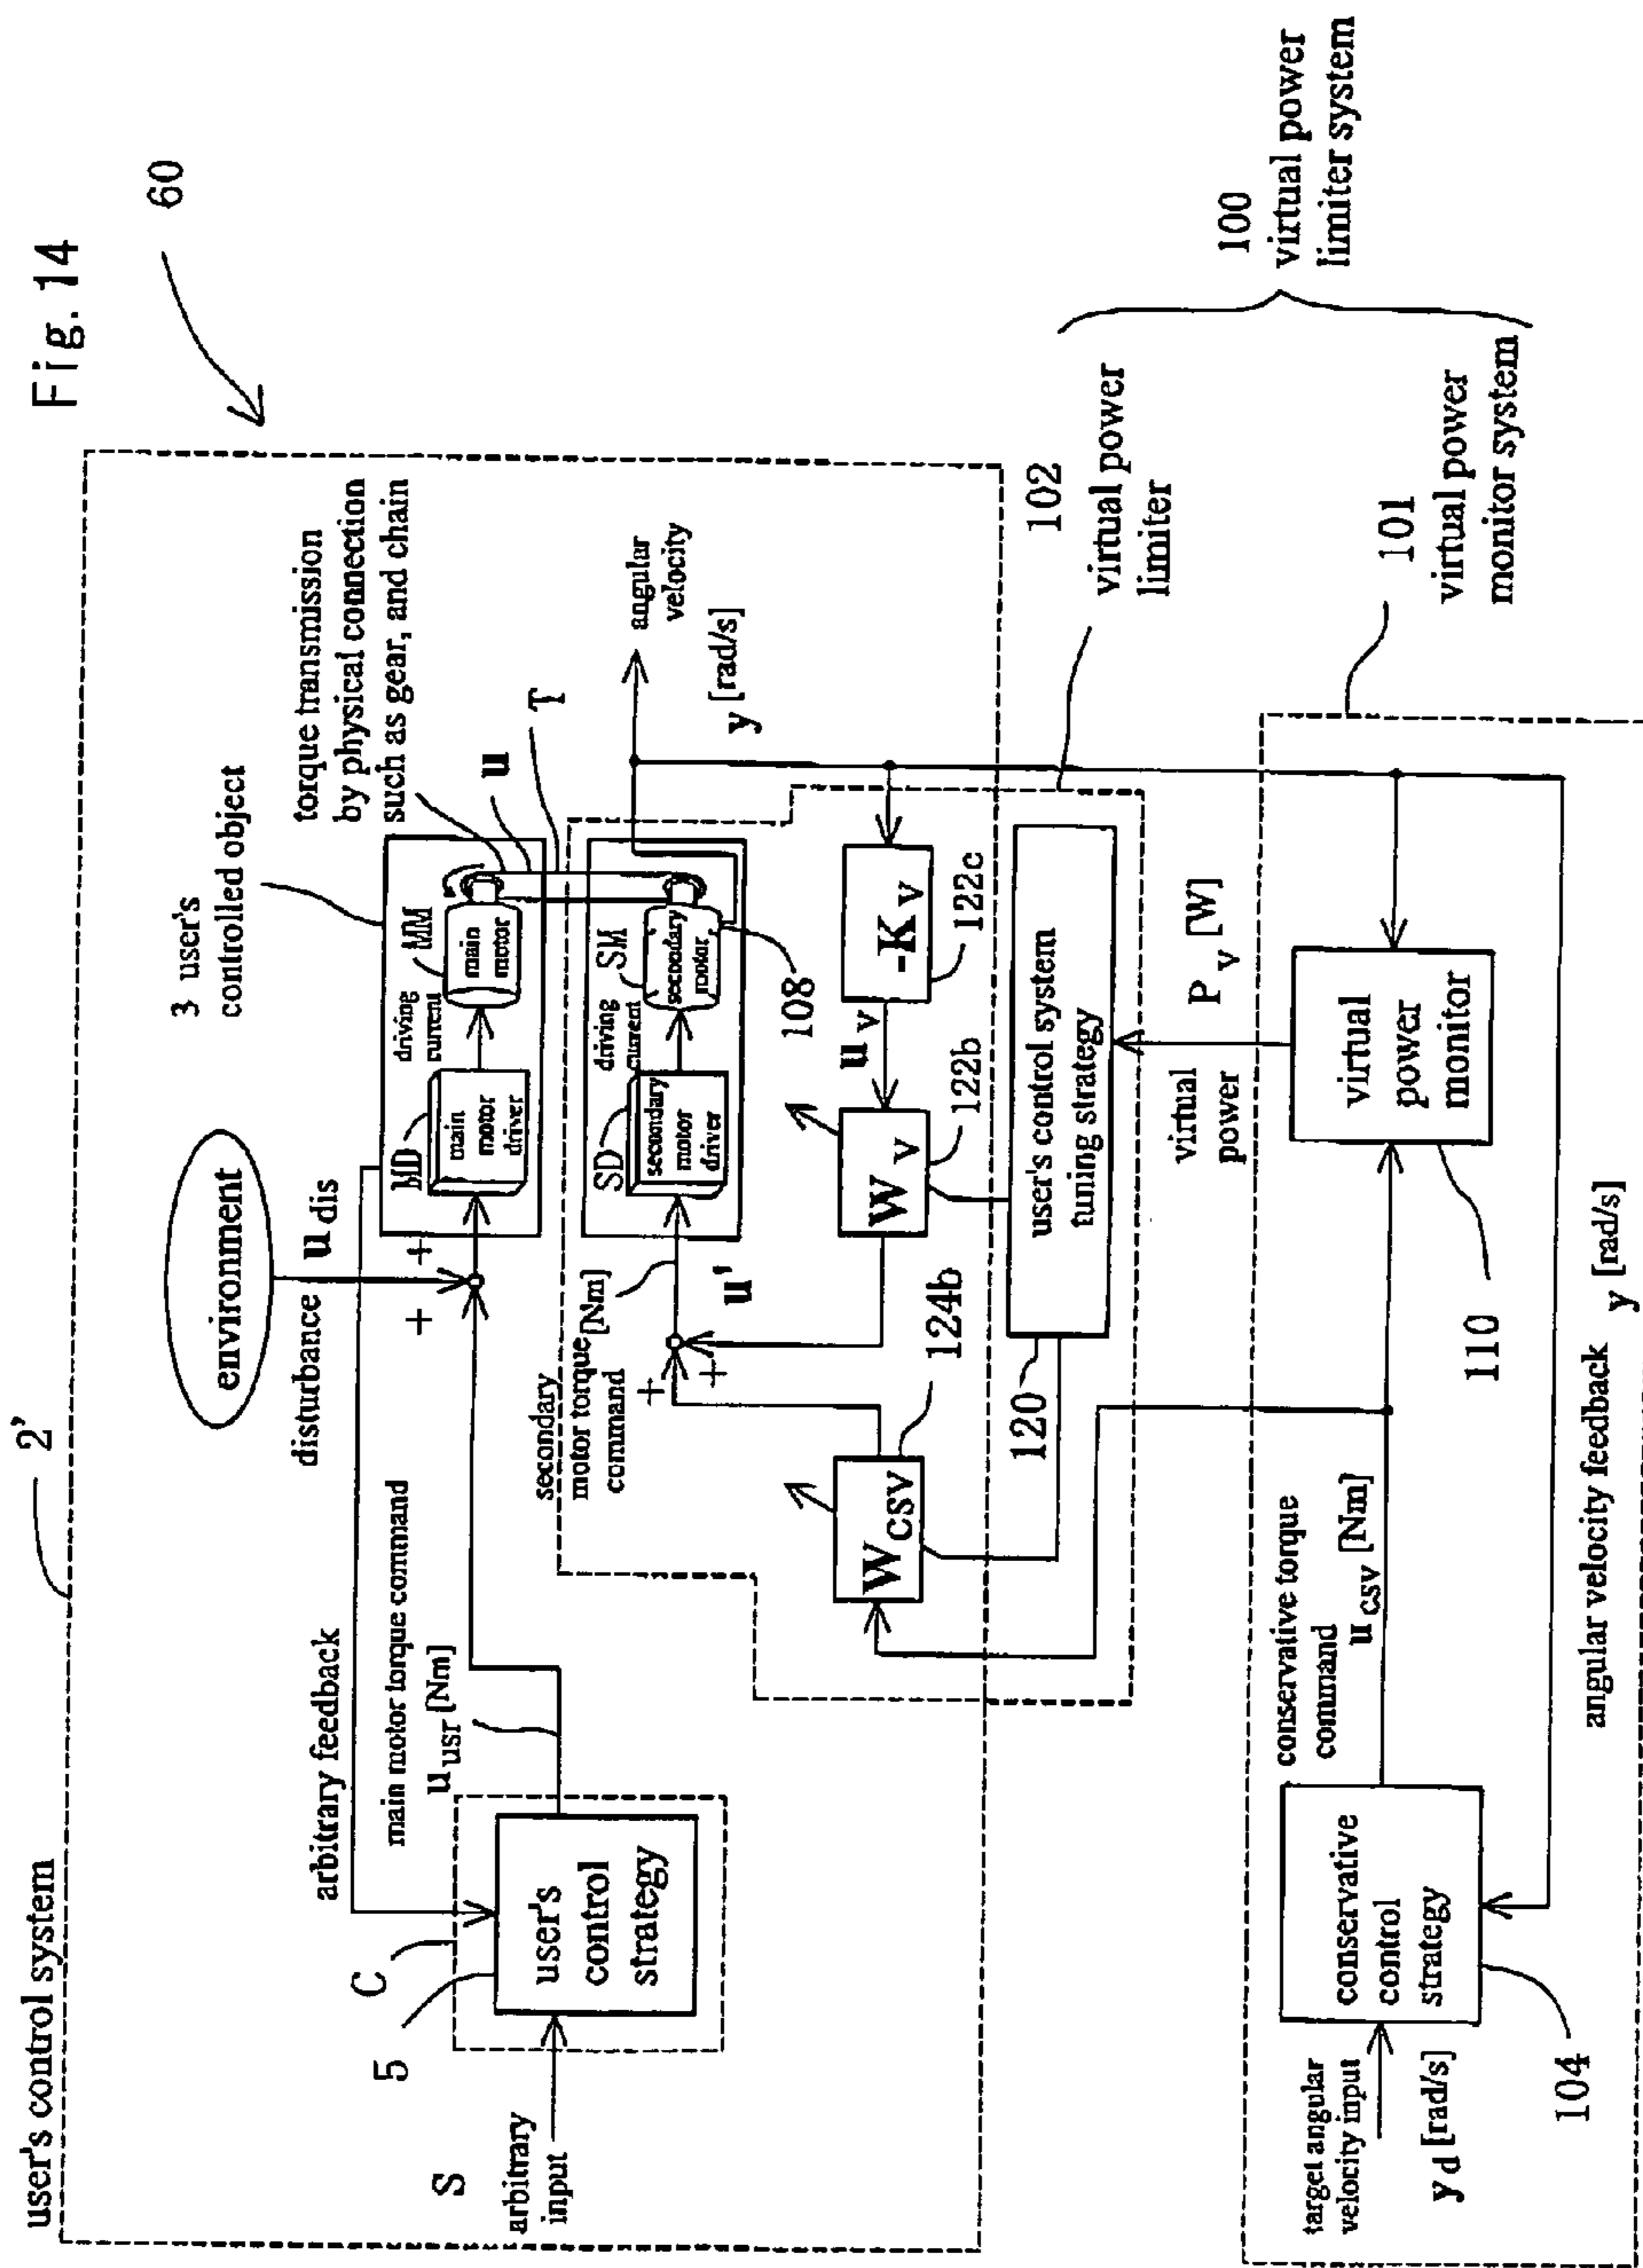 Fig. 14
60
user's control system
2'
environment
disturbance u dis
3 user's
controlled object
torque transmission
by physical connection
such as gear, and chain
u
T
arbitrary feedback
main motor torque command
u usr [Nm]
+
+
MD
main
motor
driver
driving
current
MM
main
motor
C
5
user's
control
strategy
S
arbitrary
input
secondary
motor torque [Nm]
command
u'
+
+
SD
secondary
motor
driver
driving
current
SM
secondary
motor
108
angular
velocity
y [rad/s]
W csv
124b
W v
122b
u v
-K v
122c
120
user's control system
tuning strategy
102
virtual power
limiter
100
virtual power
limiter system
101
virtual power
monitor system
virtual
power
P v [W]
target angular
velocity input
y d [rad/s]
conservative
control
strategy
104
conservative torque
command
u csv [Nm]
virtual
power
monitor
110
angular velocity feedback y [rad/s]